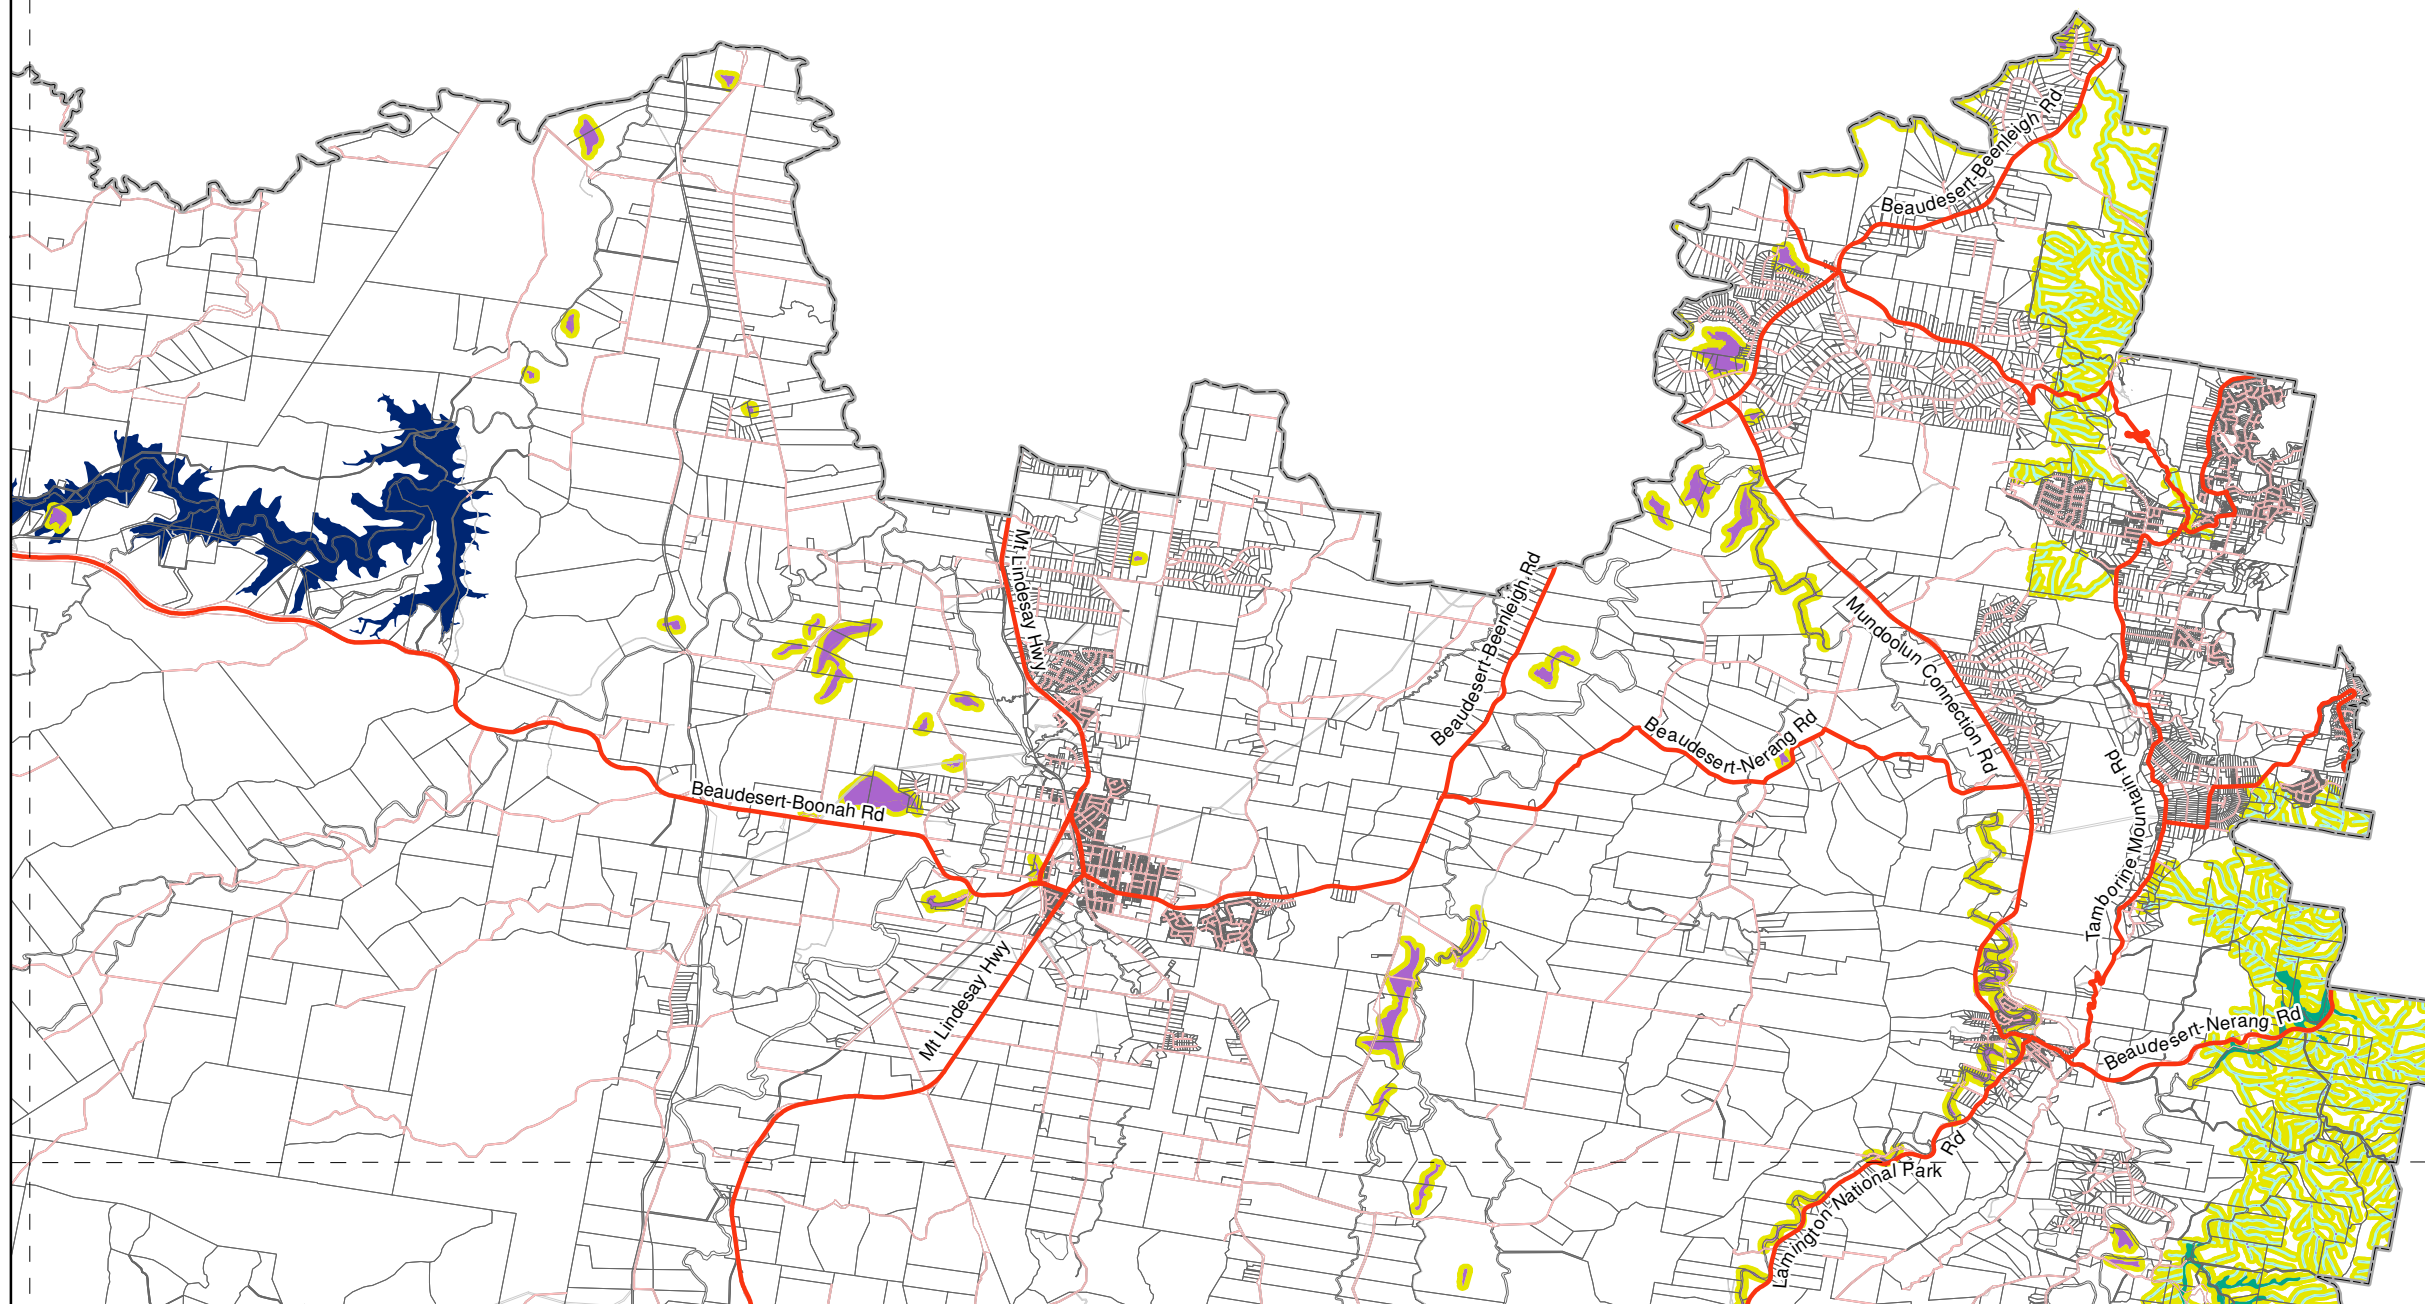 Beaudesert-Beenleigh Rd
Mt Lindesay Hwy
Beaudesert-Beenleigh Rd
Mundoolun Connection Rd
Beaudesert-Nerang Rd
Beaudesert-Boonah Rd
Tamborine Mountain Rd
Mt Lindesay Hwy
Beaudesert-Nerang Rd
Lamington National Park Rd